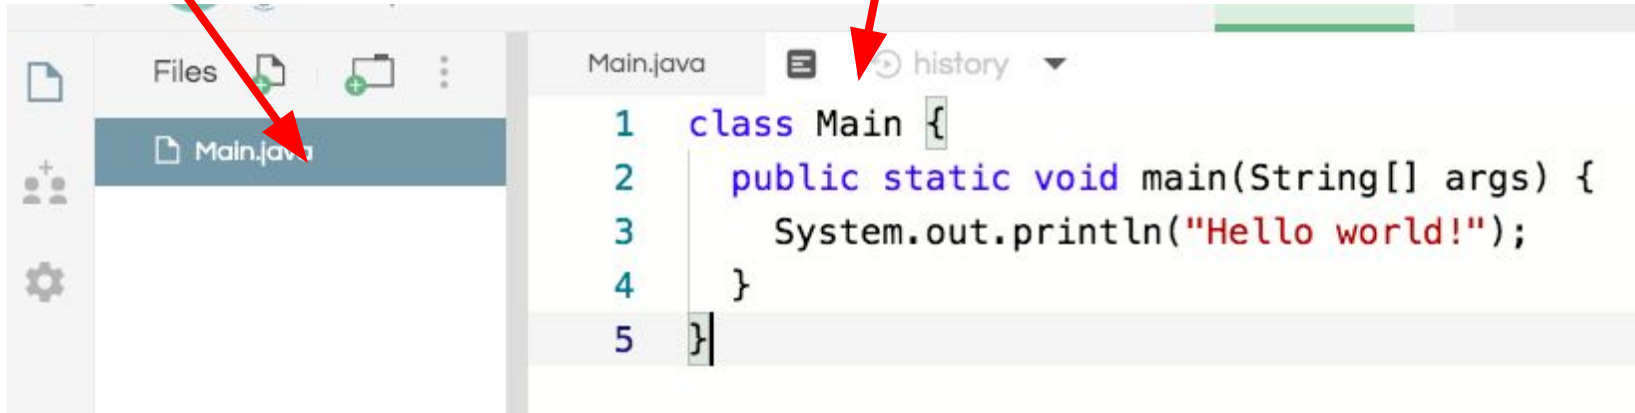 Files
Main.java
Main.java history
1 class Main {
2 public static void main(String[] args) {
3 System.out.println("Hello world!");
4 }
5 }